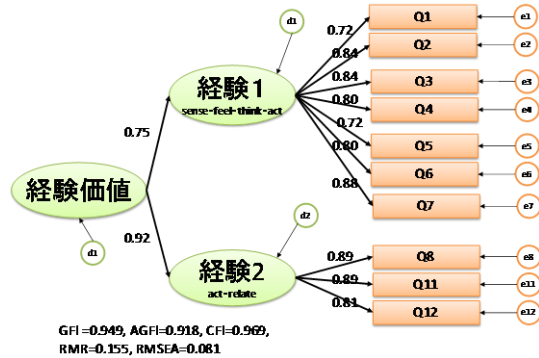 d1
0.72
Q1
e1
0.84
Q2
e2
0.84
Q3
e3
経験1
sense-feel-think-act
0.80
Q4
e4
0.72
Q5
e5
0.75
0.80
Q6
e6
0.88
Q7
e7
経験価値
d1
d2
0.92
0.89
Q8
e8
経験2
act-relate
0.89
Q11
e11
0.81
Q12
e12
GFI=0.949, AGFI=0.918, CFI=0.969,
RMR=0.155, RMSEA=0.081